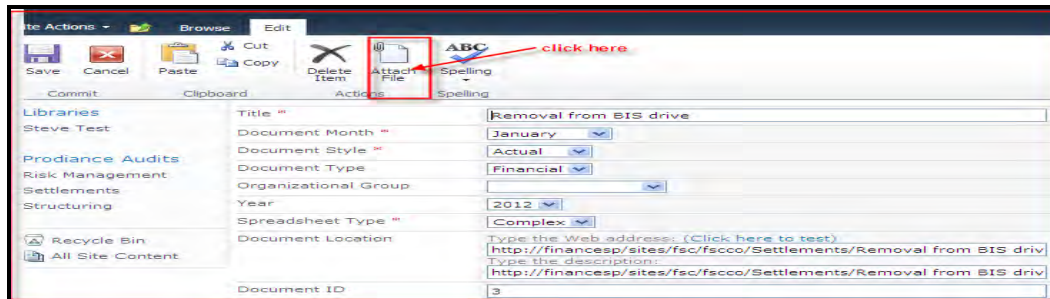 ite Actions Browse Edit
Save Cancel Paste Cut Copy Delete Item Attach File ABC Spelling click here
Commit Clipboard Actions Spelling
Libraries
Steve Test
Prodiance Audits
Risk Management
Settlements
Structuring
Recycle Bin
All Site Content
Title * Removal from BIS drive
Document Month * January
Document Style * Actual
Document Type Financial
Organizational Group
Year 2012
Spreadsheet Type * Complex
Document Location Type the Web address: (Click here to test)
http://financesp/sites/fsc/fscco/Settlements/Removal from BIS driv
Type the description:
http://financesp/sites/fsc/fscco/Settlements/Removal from BIS driv
Document ID 3